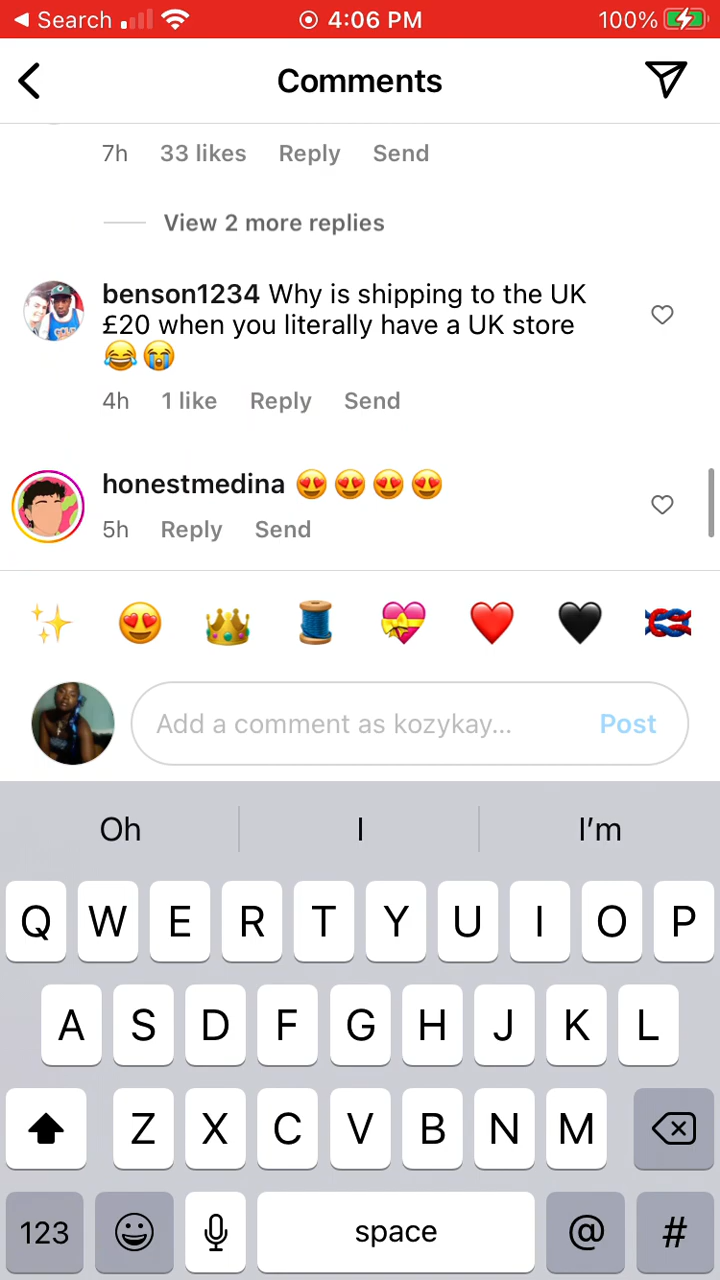 Search 4:06 PM 100%
Comments
7h 33 likes Reply Send
View 2 more replies
benson1234 Why is shipping to the UK
£20 when you literally have a UK store
😂😭
4h 1 like Reply Send
honestmedina 😍😍😍😍
5h Reply Send
✨ 😍 👑 🧵 💝 ❤️ 🖤 🪢
Add a comment as kozykay... Post
Oh I I'm
Q W E R T Y U I O P
A S D F G H J K L
Z X C V B N M
123 space @ #